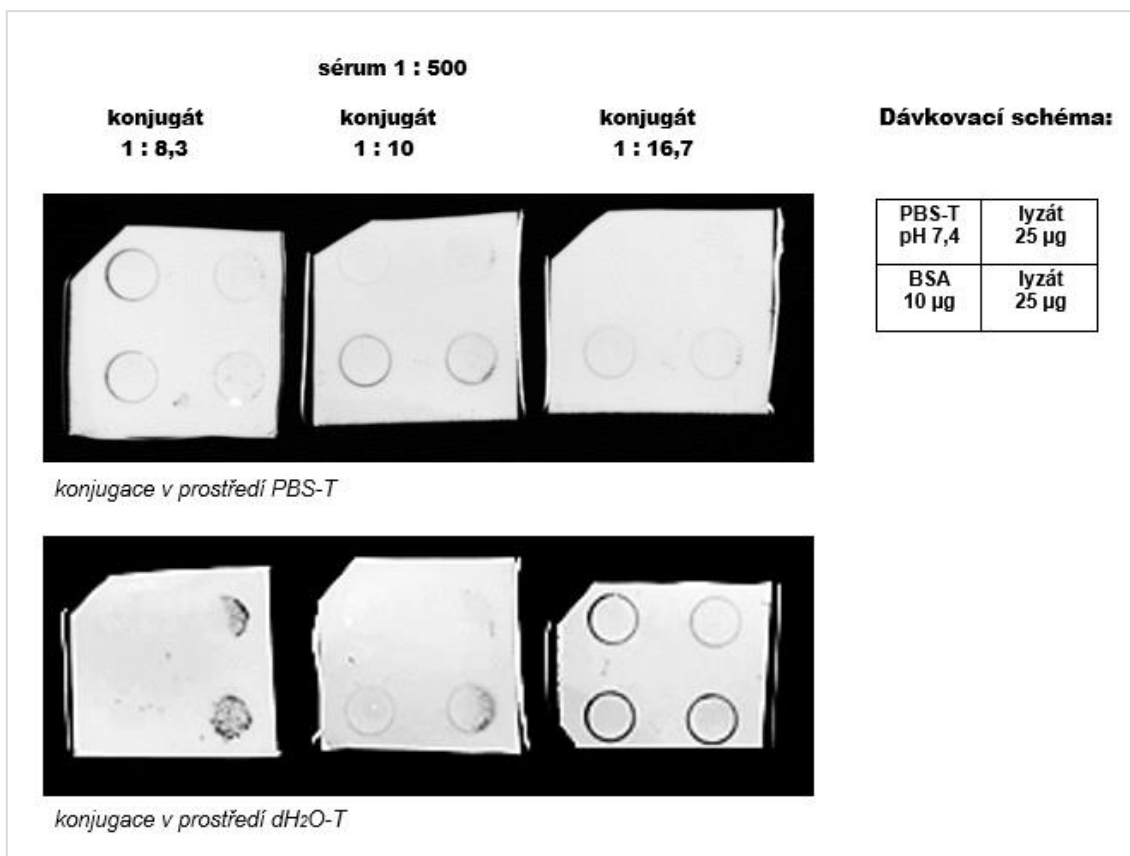 sérum 1 : 500
konjugát
1 : 8,3
konjugát
1 : 10
konjugát
1 : 16,7
Dávkovací schéma:
PBS-T
pH 7,4
lyzát
25 µg
BSA
10 µg
lyzát
25 µg
konjugace v prostředí PBS-T
konjugace v prostředí dH₂O-T